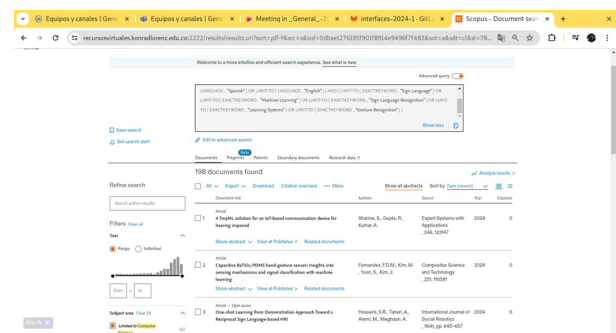 Equipos y canales | Gener
Equipos y canales | Gener
Meeting in _General_-20
interfaces-2024-1 - GitLa
Scopus - Document sear
recursosvirtuales.konradlorenz.edu.co:2222/results/results.uri?sort=plf-f&src=s&sid=
Welcome to a more intuitive and efficient search experience. See what is new
Advanced query
LANGUAGE , "Spanish" ) OR LIMIT-TO ( LANGUAGE , "English" ) ) AND ( LIMIT-TO ( EXACTKEYWORD , "Sign Language" ) OR
LIMIT-TO ( EXACTKEYWORD , "Machine Learning" ) OR LIMIT-TO ( EXACTKEYWORD , "Sign Language Recognition" ) OR LIMIT-
TO ( EXACTKEYWORD , "Learning Systems" ) OR LIMIT-TO ( EXACTKEYWORD , "Gesture Recognition" ) )
Show less
Save search
Edit in advanced search
Set search alert
Beta
Documents Preprints Patents Secondary documents Research data
198 documents found
Analyze results
Refine search
All Export Download Citation overview More
Show all abstracts Sort by Date (newest)
Search within results
Document title Authors Source Year Citations
Filters Clear all
Article
1 A TinyML solution for an IoT-based communication device for hearing impaired
Sharma, S., Gupta, R., Kumar, A.
Expert Systems with Applications , 246, 123147
2024 0
Show abstract View at Publisher Related documents
Year
Range Individual
from – to
Article
2 Capacitive BaTiO3-PDMS hand-gesture sensor: Insights into sensing mechanisms and signal classification with machine learning
Fernandez, F.D.M., Kim, M., Yoon, S., Kim, J.
Composites Science and Technology , 251, 110581
2024 0
Show abstract View at Publisher Related documents
Article • Open access
3 One-shot Learning from Demonstration Approach Toward a Reciprocal Sign Language-based HRI
Hosseini, S.R., Taheri, A., Alemi, M., Meghdari, A.
International Journal of Social Robotics , 16(4), pp. 645–657
2024 6
Subject area Clear
Limited to Computer
Alt+A